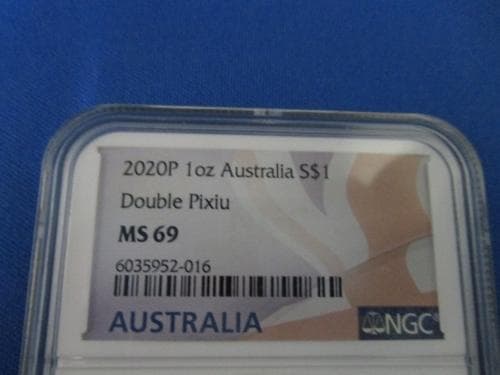 2020P 1oz Australia S$1
Double Pixiu
MS 69
6035952-016
AUSTRALIA
NGC